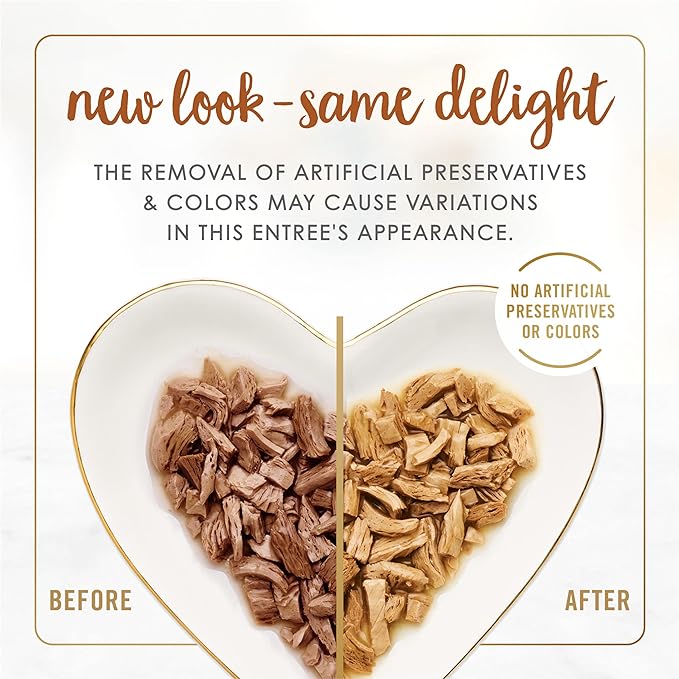 new look-same delight
THE REMOVAL OF ARTIFICIAL PRESERVATIVES
& COLORS MAY CAUSE VARIATIONS
IN THIS ENTREE'S APPEARANCE.
NO ARTIFICIAL
PRESERVATIVES
OR COLORS
BEFORE
AFTER